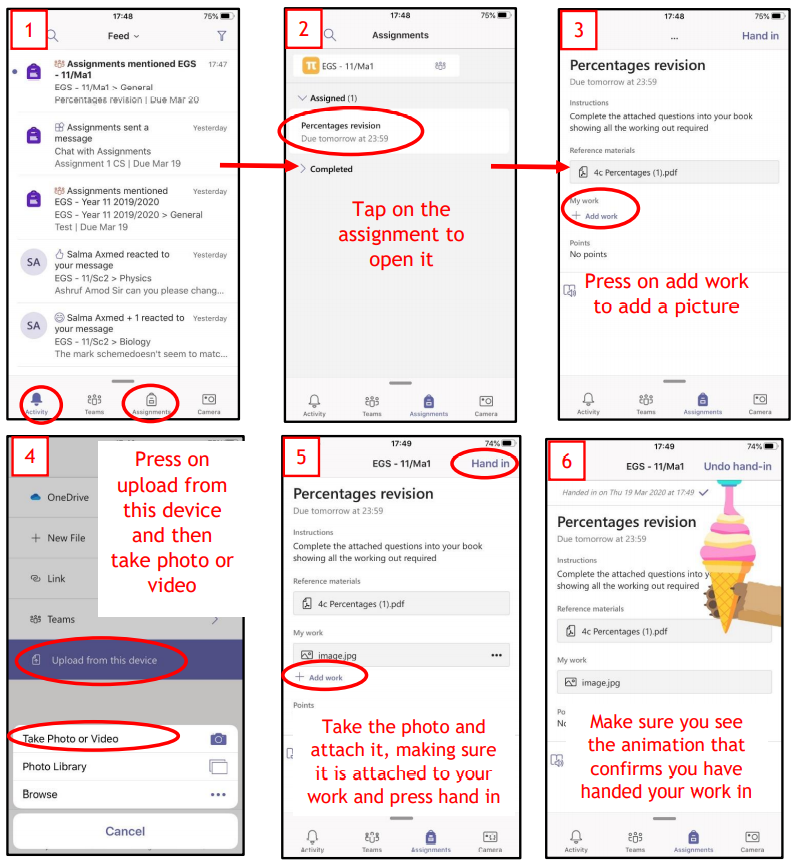 1
17:48
75%
Feed
Assignments mentioned EGS
- 11/Ma1
17:47
EGS - 11/Ma1 > General
Percentages revision | Due Mar 20
Assignments sent a
message
Yesterday
Chat with Assignments
Assignment 1 CS | Due Mar 19
Assignments mentioned
EGS - Year 11 2019/2020
Yesterday
EGS - Year 11 2019/2020 > General
Test | Due Mar 19
SA
Salma Axmed reacted to
your message
Yesterday
EGS - 11/Sc2 > Physics
Ashruf Amod Sir can you please chang...
SA
Salma Axmed + 1 reacted to
your message
Yesterday
EGS - 11/Sc2 > Biology
The mark schemedoesn't seem to matc...
Activity
Teams
Assignments
Camera
2
17:48
75%
Assignments
π
EGS - 11/Ma1
Assigned (1)
Percentages revision
Due tomorrow at 23:59
Completed
Tap on the
assignment to
open it
Activity
Teams
Assignments
Camera
3
17:48
75%
...
Hand in
Percentages revision
Due tomorrow at 23:59
Instructions
Complete the attached questions into your book
showing all the working out required
Reference materials
4c Percentages (1).pdf
My work
+ Add work
Points
No points
Press on add work
to add a picture
Activity
Teams
Assignments
Camera
4
OneDrive
+ New File
Link
Teams
Upload from this device
Press on
upload from
this device
and then
take photo or
video
Take Photo or Video
Photo Library
Browse
Cancel
5
17:49
74%
EGS - 11/Ma1
Hand in
Percentages revision
Due tomorrow at 23:59
Instructions
Complete the attached questions into your book
showing all the working out required
Reference materials
4c Percentages (1).pdf
My work
image.jpg
+ Add work
Points
Take the photo and
attach it, making sure
it is attached to your
work and press hand in
Activity
Teams
Assignments
Camera
6
17:49
74%
EGS - 11/Ma1
Undo hand-in
Handed in on Thu 19 Mar 2020 at 17:49
Percentages revision
Due tomorrow at 23:59
Instructions
Complete the attached questions into y
showing all the working out required
Reference materials
4c Percentages (1).pdf
My work
image.jpg
Po
No
Make sure you see
the animation that
confirms you have
handed your work in
Activity
Teams
Assignments
Camera